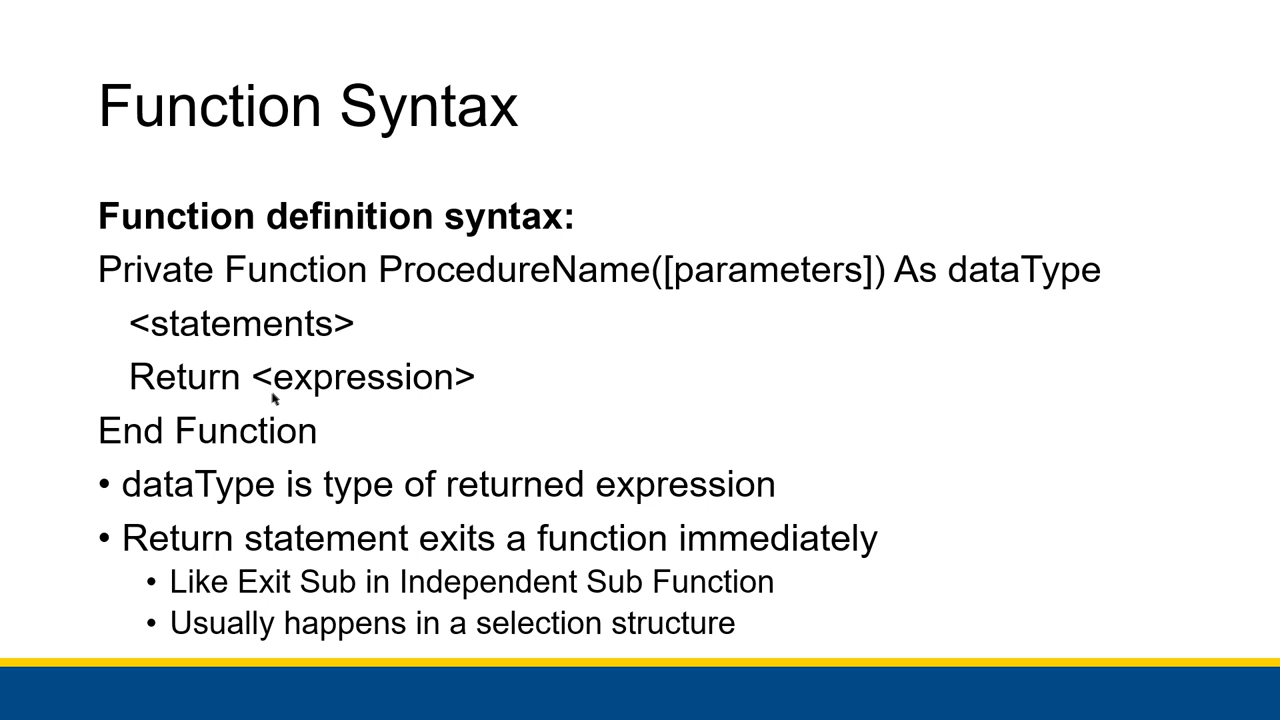 Function Syntax
Function definition syntax:
Private Function ProcedureName([parameters]) As dataType
<statements>
Return <expression>
End Function
• dataType is type of returned expression
• Return statement exits a function immediately
• Like Exit Sub in Independent Sub Function
• Usually happens in a selection structure